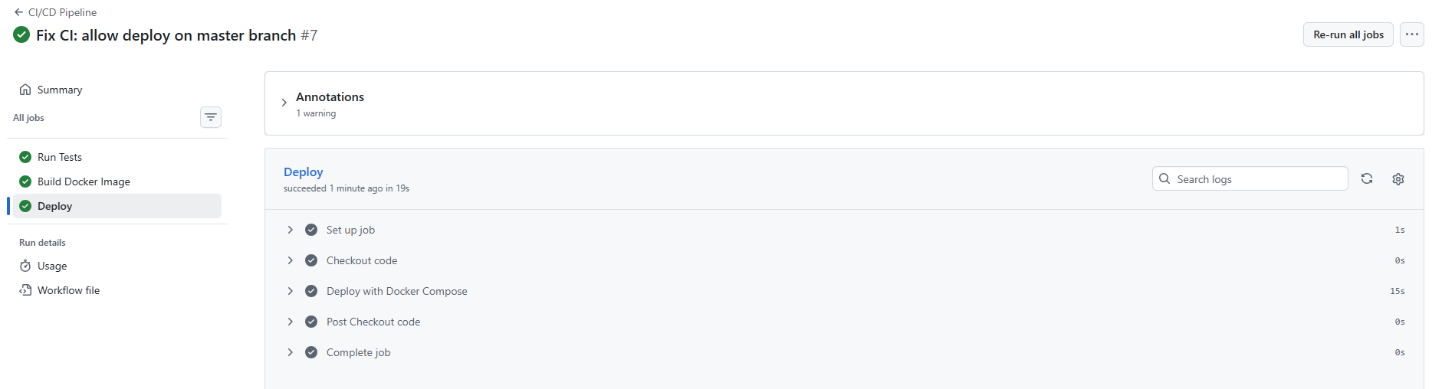 CI/CD Pipeline
Fix CI: allow deploy on master branch #7
Re-run all jobs
Summary
All jobs
Run Tests
Build Docker Image
Deploy
Run details
Usage
Workflow file
Annotations
1 warning
Deploy
succeeded 1 minute ago in 19s
Search logs
Set up job 1s
Checkout code 0s
Deploy with Docker Compose 15s
Post Checkout code 0s
Complete job 0s